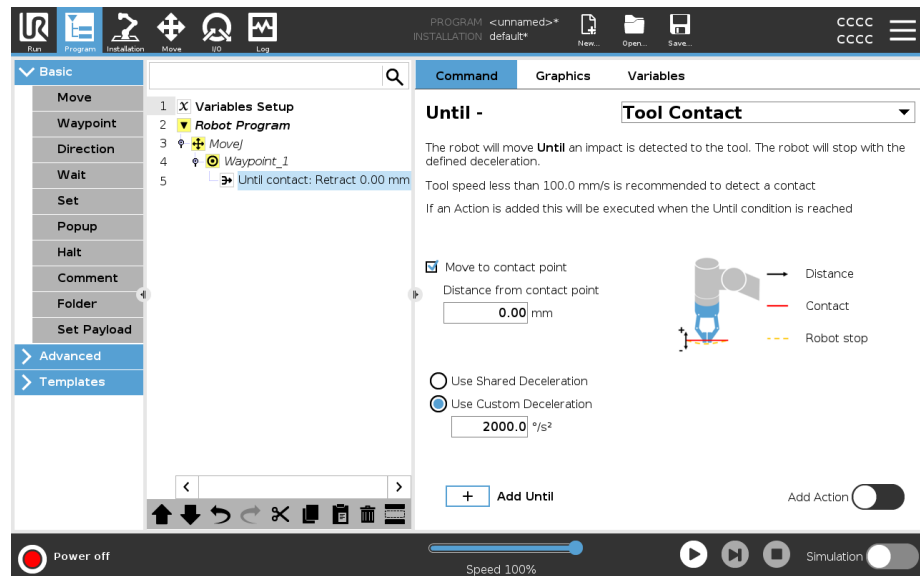 PROGRAM <unnamed>*
INSTALLATION default*
New...
Open...
Save...
CCCC
CCCC
UR
Run
Program
Installation
Move
I/O
Log
Basic
Move
Waypoint
Direction
Wait
Set
Popup
Halt
Comment
Folder
Set Payload
Advanced
Templates
1 X Variables Setup
2 Robot Program
3 MoveJ
4 Waypoint_1
5 Until contact: Retract 0.00 mm
Command
Graphics
Variables
Until -
Tool Contact
The robot will move Until an impact is detected to the tool. The robot will stop with the
defined deceleration.
Tool speed less than 100.0 mm/s is recommended to detect a contact
If an Action is added this will be executed when the Until condition is reached
Move to contact point
Distance from contact point
0.00 mm
+
-
Distance
Contact
Robot stop
Use Shared Deceleration
Use Custom Deceleration
2000.0 °/s²
+ Add Until
Add Action
Power off
Speed 100%
Simulation